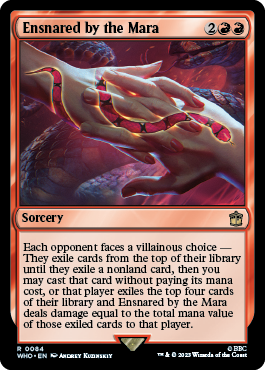 Ensnared by the Mara 2
Sorcery
Each opponent faces a villainous choice —
They exile cards from the top of their library
until they exile a nonland card, then you
may cast that card without paying its mana
cost, or that player exiles the top four cards
of their library and Ensnared by the Mara
deals damage equal to the total mana value
of those exiled cards to that player.
R 0084
WHO • EN Andrey Kuzinskiy
© BBC
™ & © 2023 Wizards of the Coast